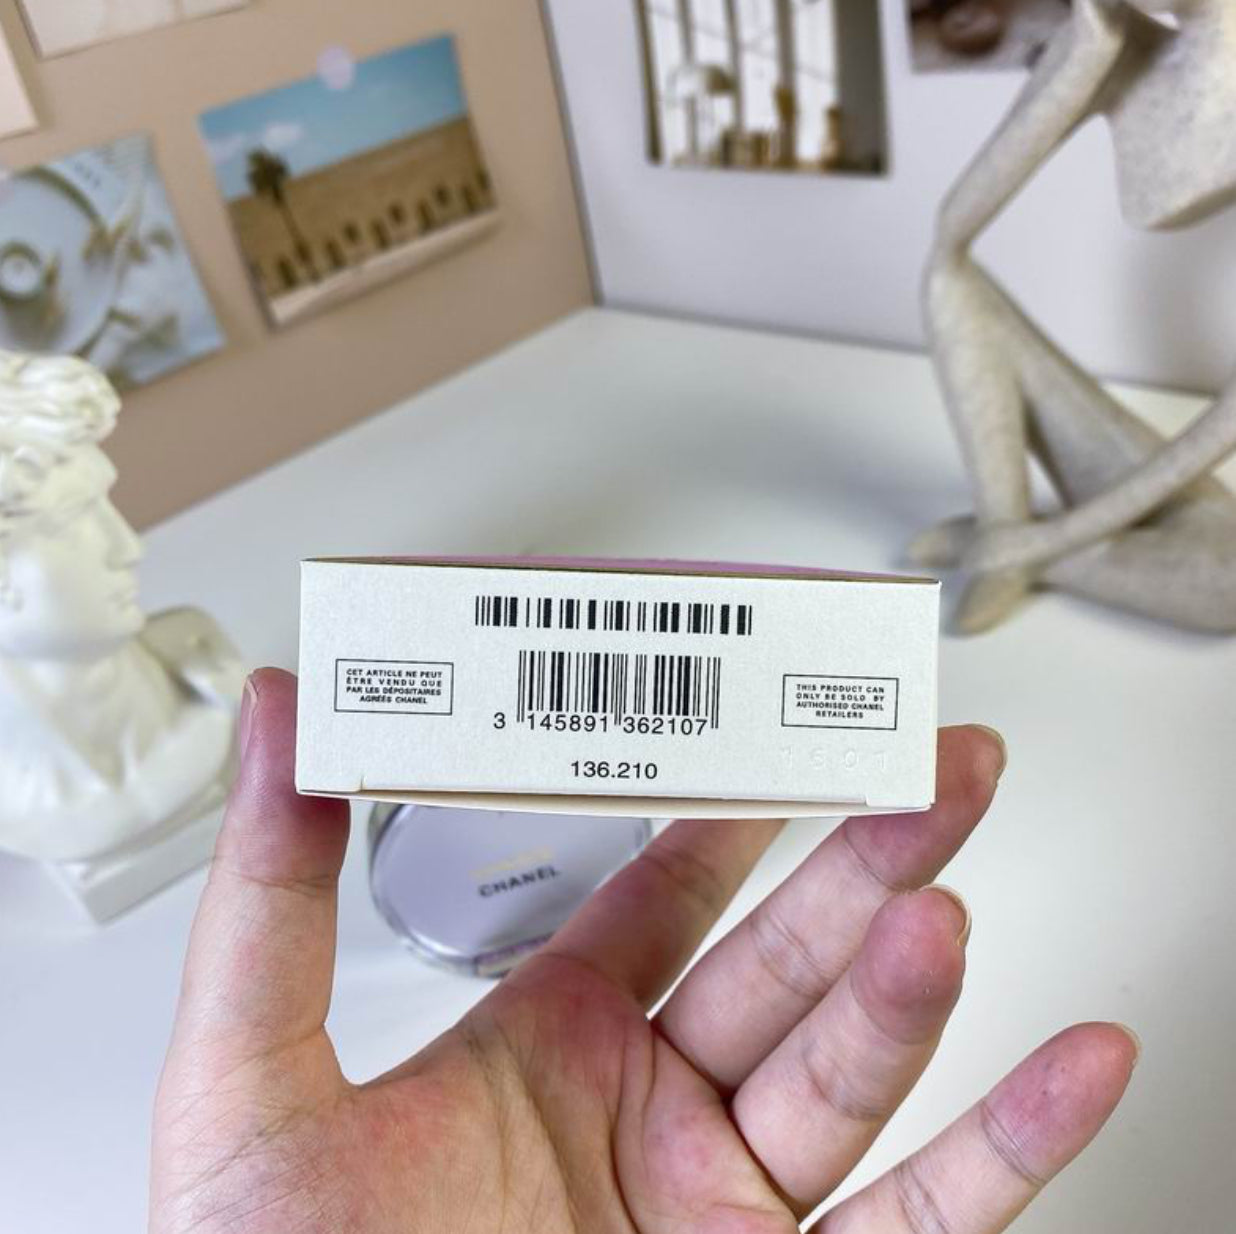 CET ARTICLE NE PEUT
ÊTRE VENDU QUE
PAR LES DÉPOSITAIRES
AGRÉÉS CHANEL
3 145891 362107
136.210
THIS PRODUCT CAN
ONLY BE SOLD BY
AUTHORISED CHANEL
RETAILERS
CHANEL